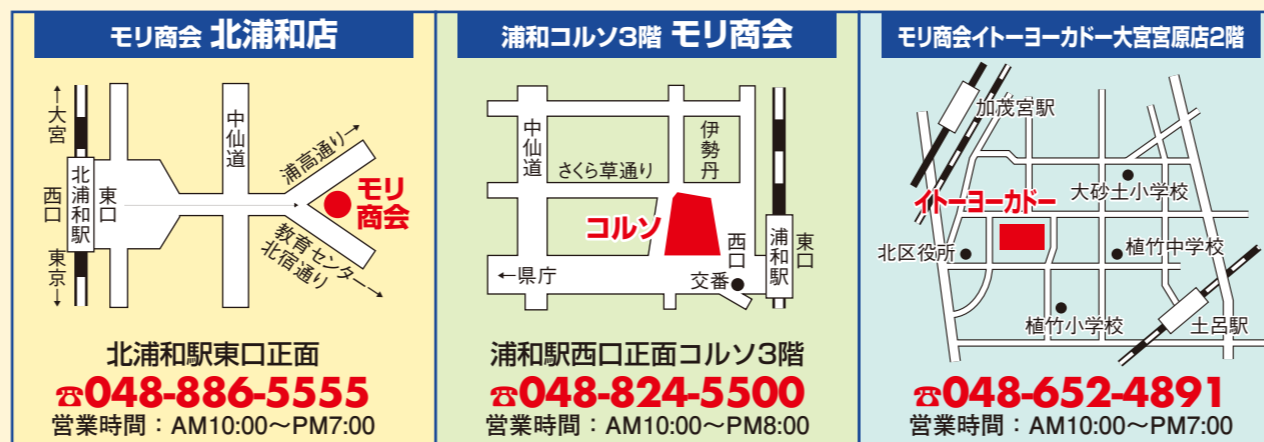 モリ商会 北浦和店
←大宮
中仙道
浦高通り→
北浦和駅
西口
東口
モリ
商会
教育センター
北宿通り→
東京→
北浦和駅東口正面
☎048-886-5555
営業時間：AM10:00～PM7:00
浦和コルソ3階 モリ商会
中仙道
伊勢丹
さくら草通り
コルソ
西口
浦和駅
東口
←県庁
交番
浦和駅西口正面コルソ3階
☎048-824-5500
営業時間：AM10:00～PM8:00
モリ商会イトーヨーカドー大宮宮原店2階
加茂宮駅
大砂土小学校
イトーヨーカドー
北区役所
植竹中学校
植竹小学校
土呂駅
☎048-652-4891
営業時間：AM10:00～PM7:00